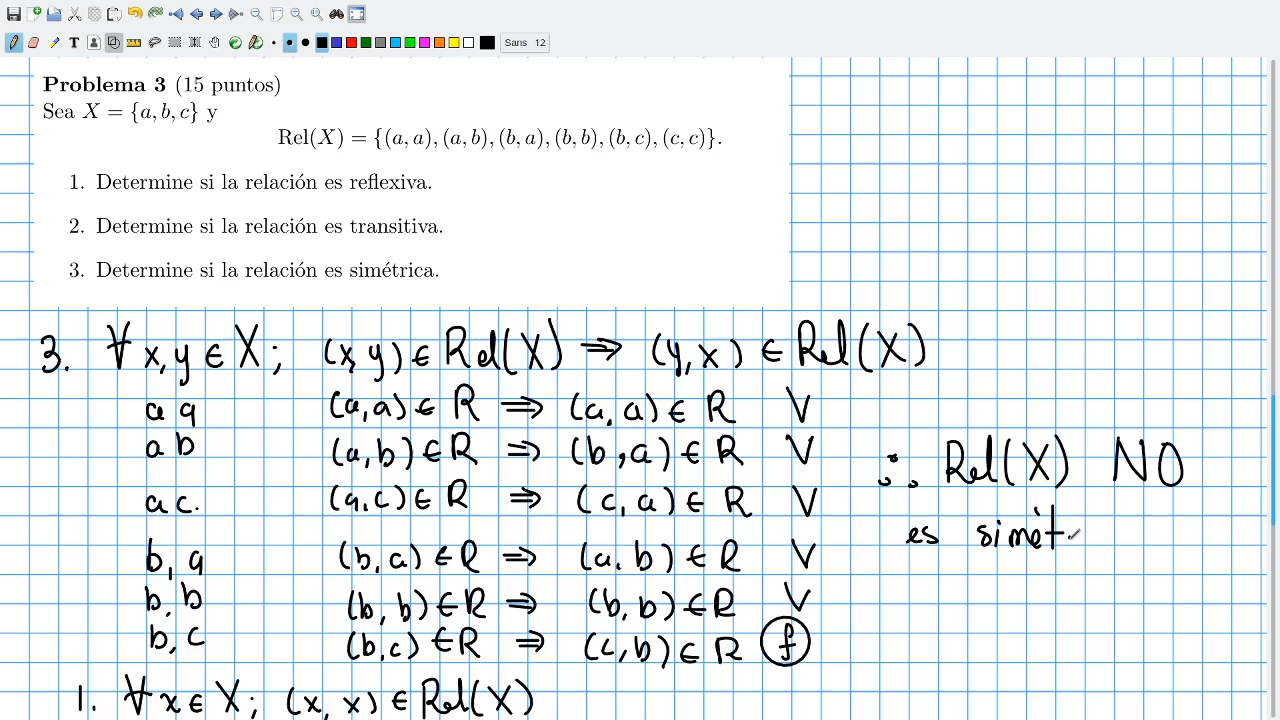 Sans 12
Problema 3 (15 puntos)
Sea X = {a, b, c} y
Rel(X) = {(a, a), (a, b), (b, a), (b, b), (b, c), (c, c)}.
1. Determine si la relación es reflexiva.
2. Determine si la relación es transitiva.
3. Determine si la relación es simétrica.
3. ∀ x, y ∈ X; (x, y) ∈ Rel(X) ⇒ (y, x) ∈ Rel(X)
a a (a, a) ∈ R ⇒ (a, a) ∈ R V
a b (a, b) ∈ R ⇒ (b, a) ∈ R V
a c. (a, c) ∈ R ⇒ (c, a) ∈ R V
b, a (b, a) ∈ R ⇒ (a, b) ∈ R V
b, b (b, b) ∈ R ⇒ (b, b) ∈ R V
b, c (b, c) ∈ R ⇒ (c, b) ∈ R f
∴ Rel(X) NO
es simét
1. ∀ x ∈ X; (x, x) ∈ Rel(X)